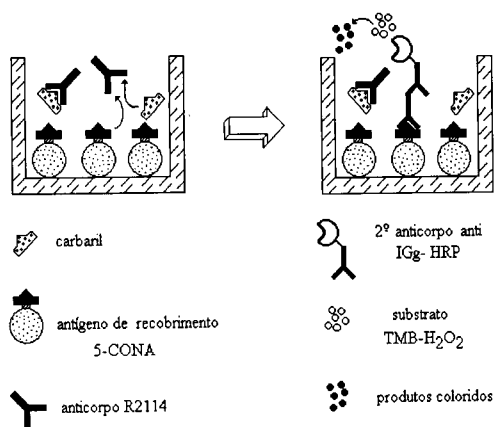 carbaril
antígeno de recobrimento
5-CONA
anticorpo R2114
2º anticorpo anti
IGg- HRP
substrato
TMB-H₂O₂
produtos coloridos